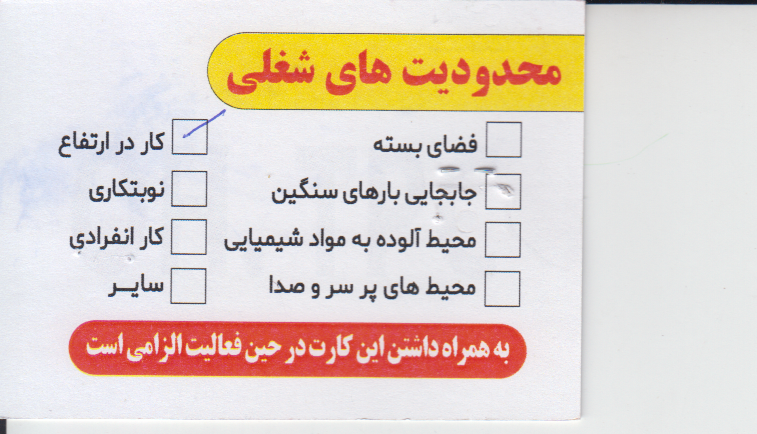 محدودیت های شغلی
فضای بسته
کار در ارتفاع
جابجایی بارهای سنگین
نوبتکاری
محیط آلوده به مواد شیمیایی
کار انفرادی
محیط های پر سر و صدا
سایـر
به همراه داشتن این کارت در حین فعالیت الزامی است